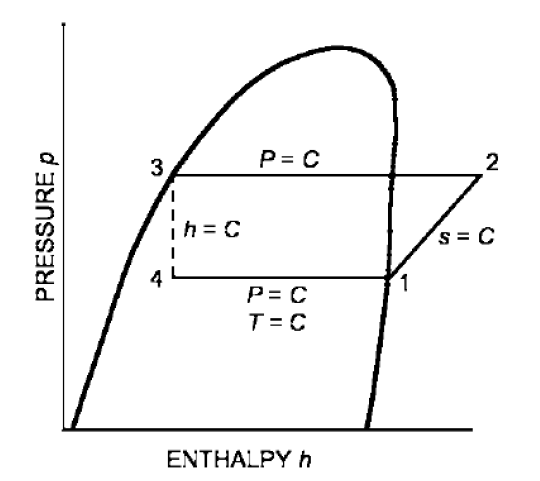 P = C
3
2
h = C
s = C
4
1
P = C
T = C
PRESSURE p
ENTHALPY h